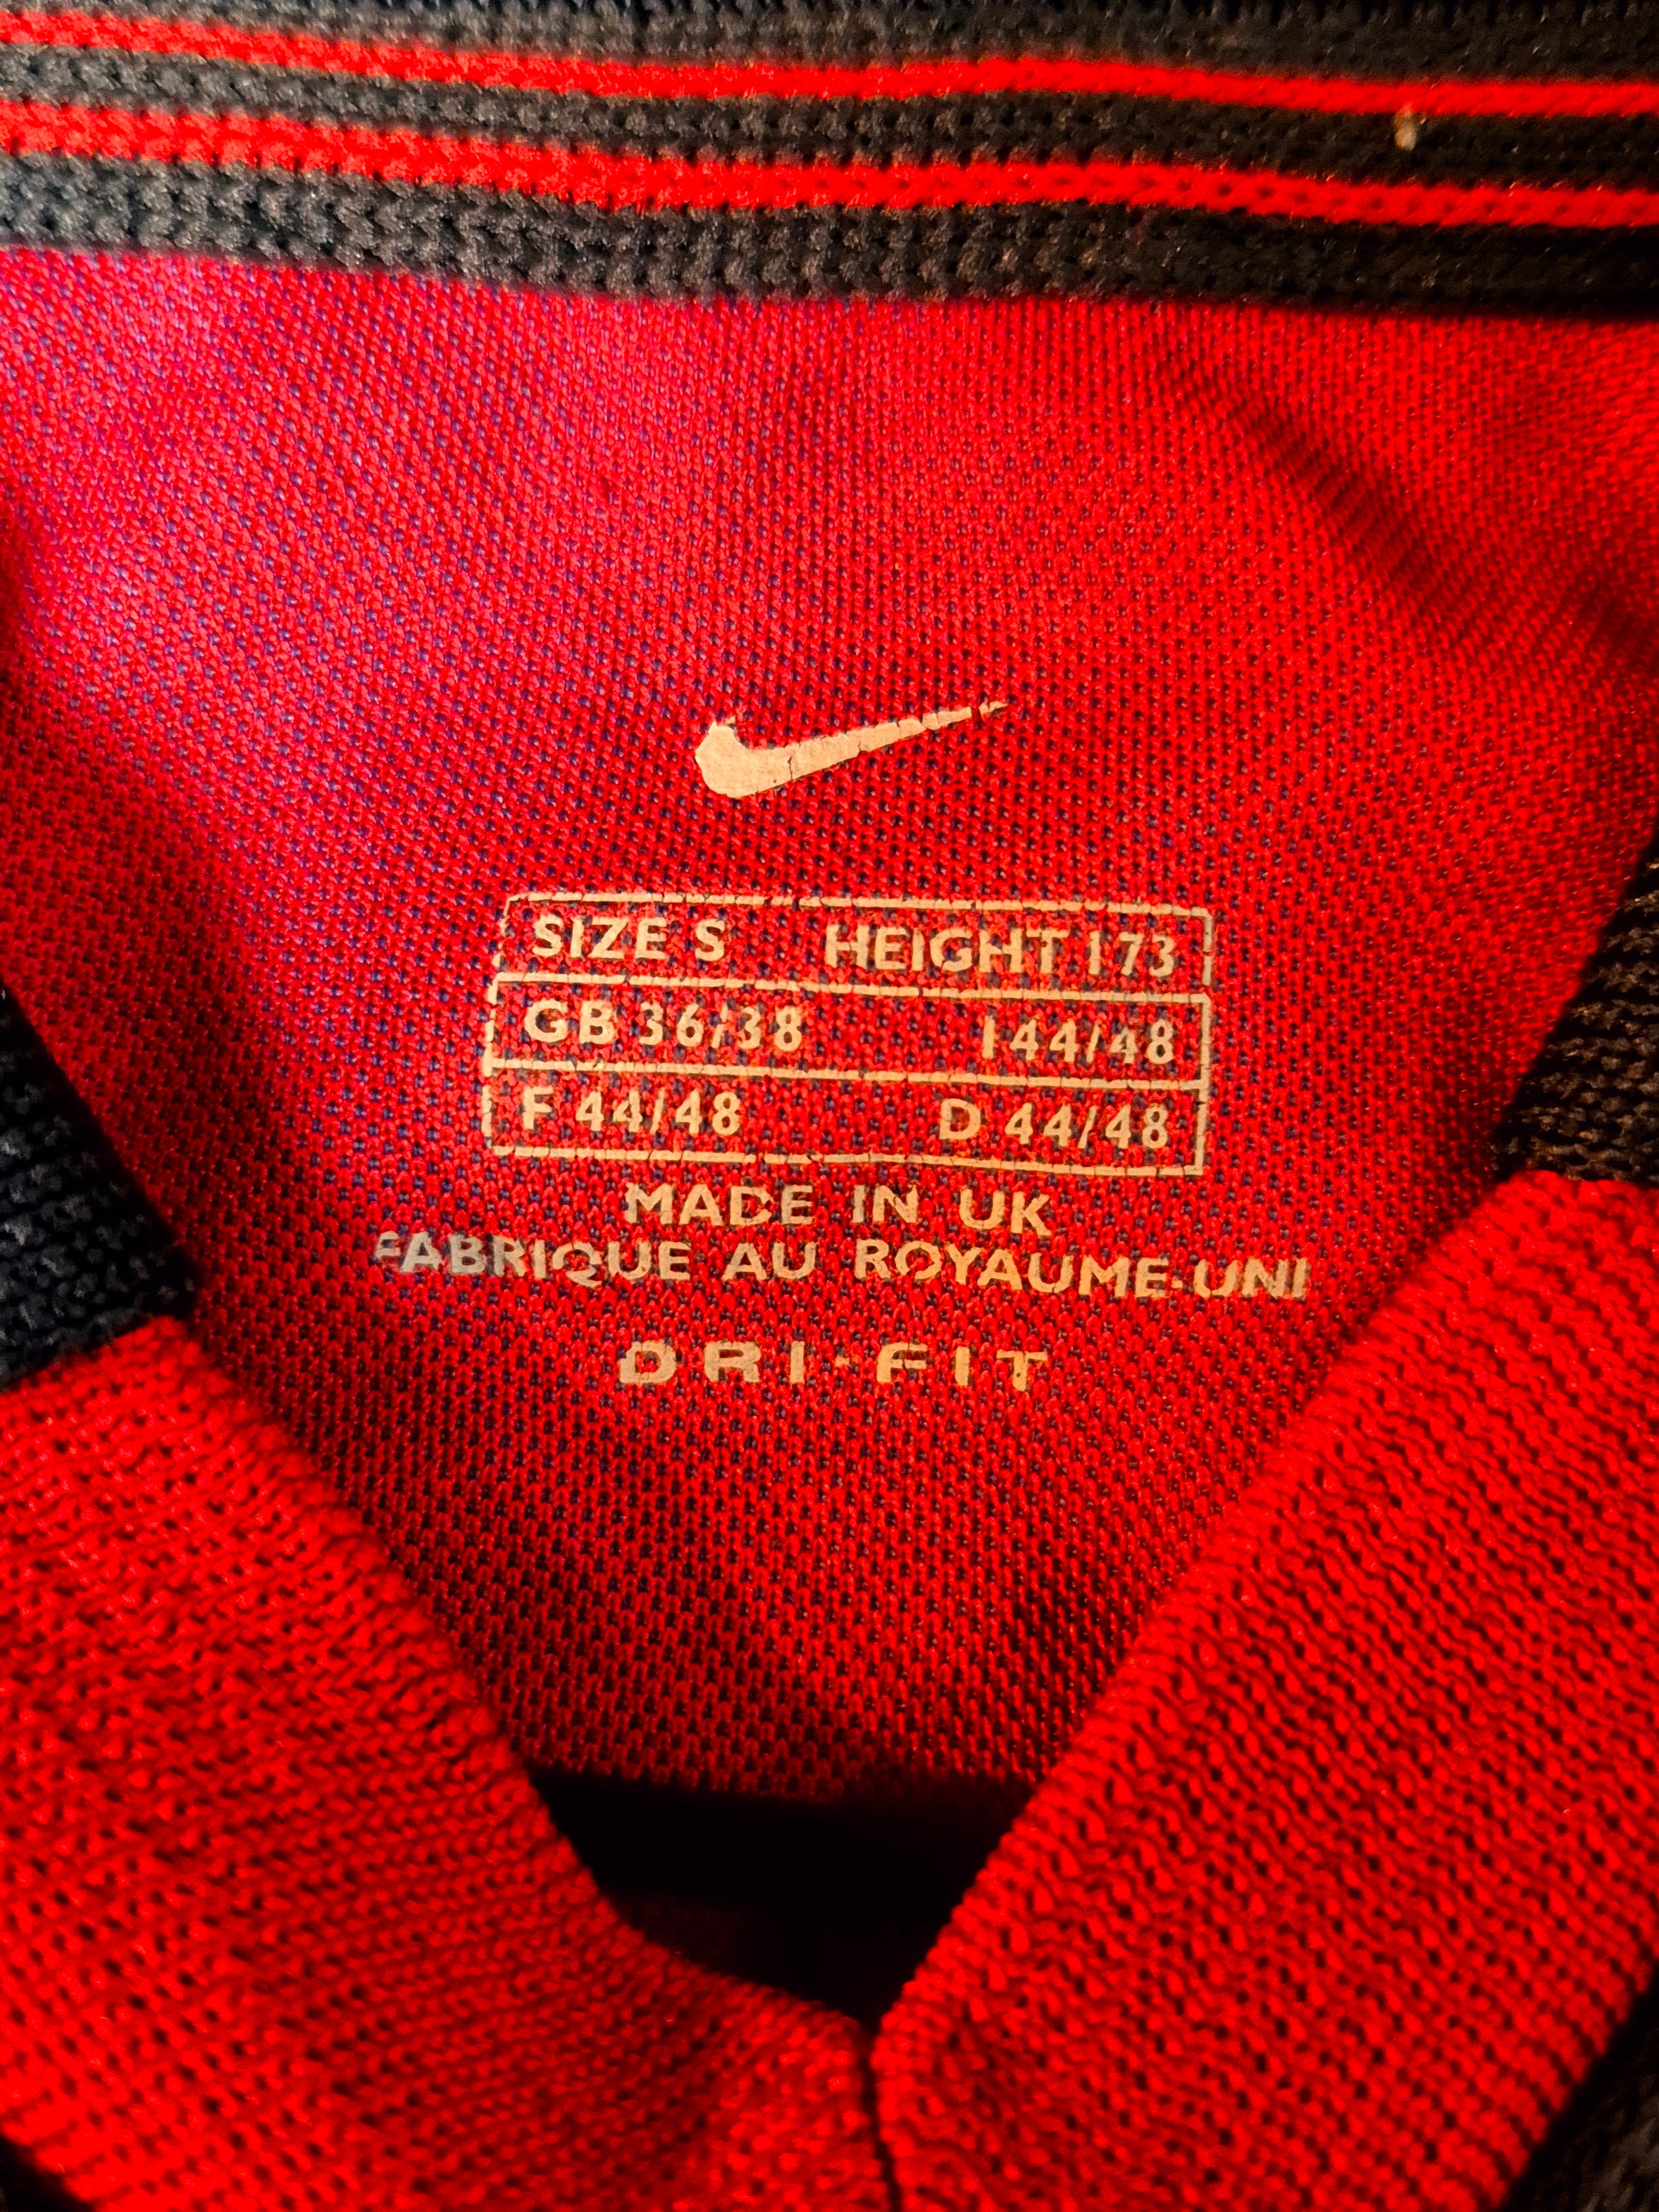 SIZE S HEIGHT 173
GB 36/38 I 44/48
F 44/48 D 44/48
MADE IN UK
FABRIQUE AU ROYAUME-UNI
DRI-FIT